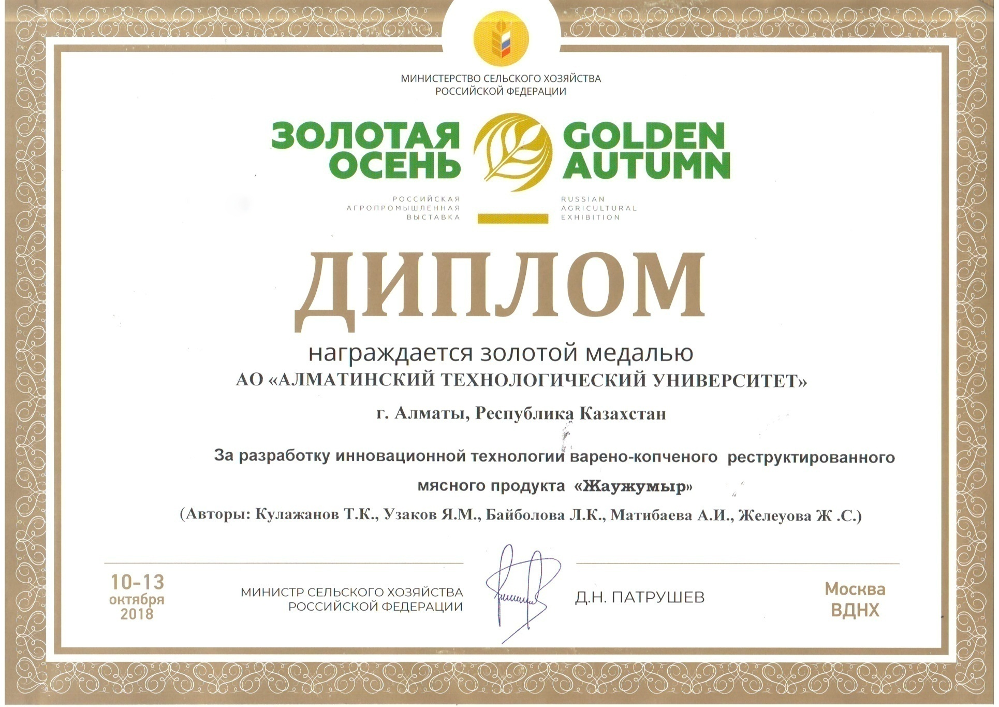 МИНИСТЕРСТВО СЕЛЬСКОГО ХОЗЯЙСТВА
РОССИЙСКОЙ ФЕДЕРАЦИИ
ЗОЛОТАЯ
ОСЕНЬ
GOLDEN
AUTUMN
РОССИЙСКАЯ
АГРОПРОМЫШЛЕННАЯ
ВЫСТАВКА
RUSSIAN
AGRICULTURAL
EXHIBITION
ДИПЛОМ
награждается золотой медалью
АО «АЛМАТИНСКИЙ ТЕХНОЛОГИЧЕСКИЙ УНИВЕРСИТЕТ»
г. Алматы, Республика Казахстан
За разработку инновационной технологии варено-копченого реструктированного
мясного продукта «Жаужумыр»
(Авторы: Кулажанов Т.К., Узаков Я.М., Байболова Л.К., Матибаева А.И., Желеуова Ж .С.)
10-13
октября
2018
МИНИСТР СЕЛЬСКОГО ХОЗЯЙСТВА
РОССИЙСКОЙ ФЕДЕРАЦИИ
Д.Н. ПАТРУШЕВ
Москва
ВДНХ